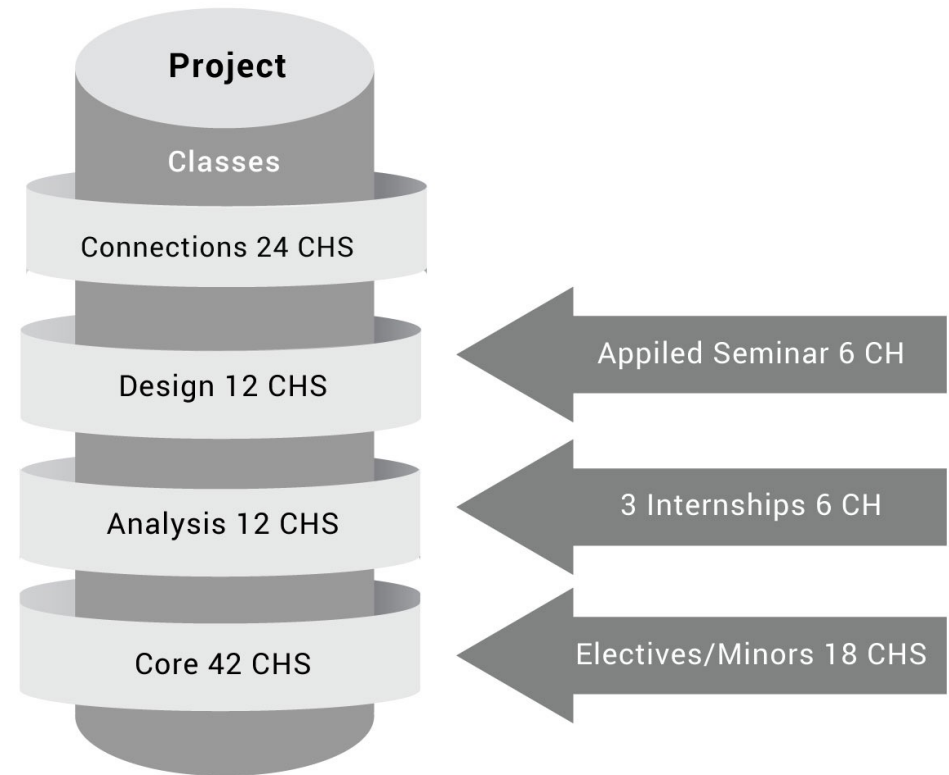 Project
Classes
Connections 24 CHS
Design 12 CHS
Analysis 12 CHS
Core 42 CHS
Appiled Seminar 6 CH
3 Internships 6 CH
Electives/Minors 18 CHS